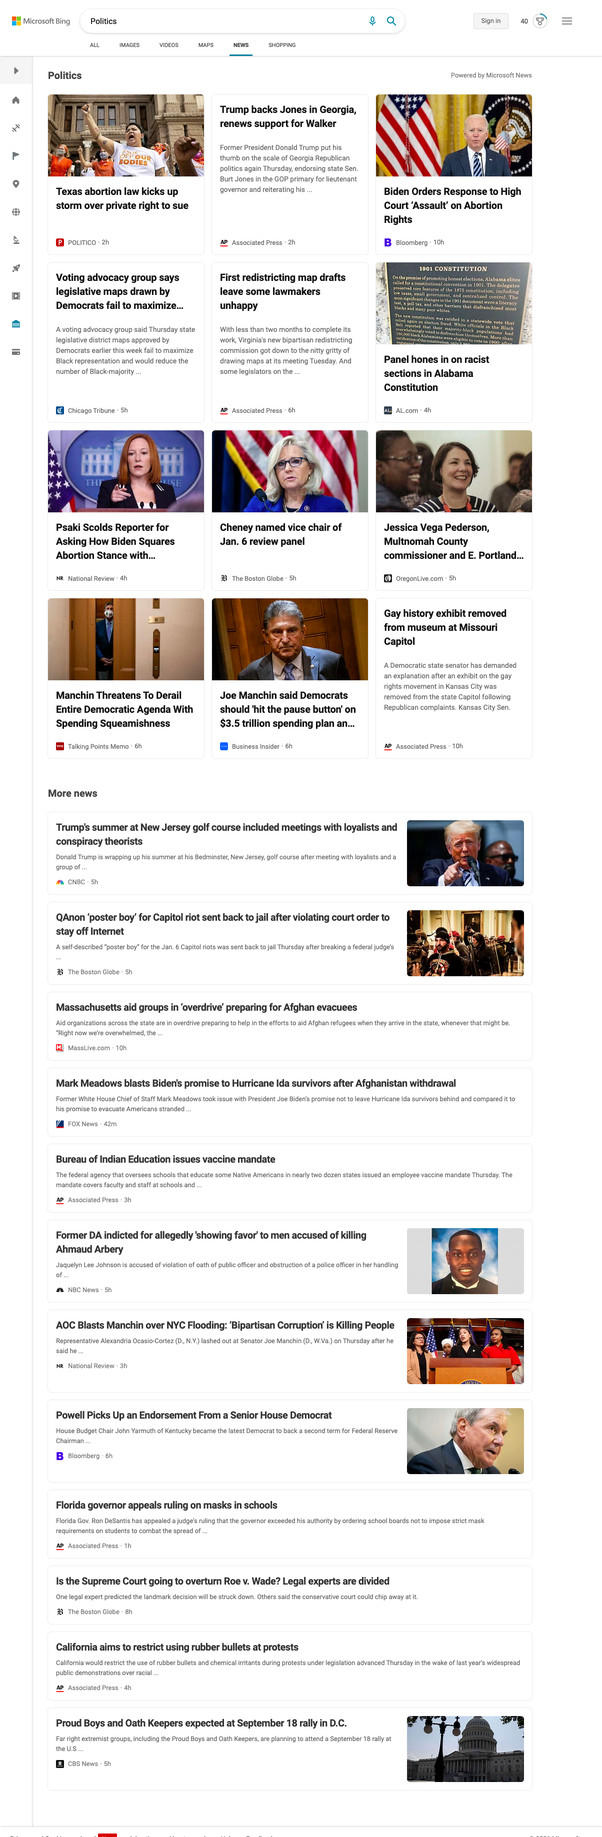 Microsoft Bing
Politics
Sign in
40
ALL
IMAGES
VIDEOS
MAPS
NEWS
SHOPPING
Politics
Powered by Microsoft News
Texas abortion law kicks up
storm over private right to sue
POLITICO · 2h
Trump backs Jones in Georgia,
renews support for Walker
Former President Donald Trump put his
thumb on the scale of Georgia Republican
politics again Thursday, endorsing state Sen.
Burt Jones in the GOP primary for lieutenant
governor and reiterating his ...
AP Associated Press · 2h
Biden Orders Response to High
Court ‘Assault’ on Abortion
Rights
B Bloomberg · 10h
Voting advocacy group says
legislative maps drawn by
Democrats fail to maximize…
A voting advocacy group said Thursday state
legislative district maps approved by
Democrats earlier this week fail to maximize
Black representation and would reduce the
number of Black-majority ...
Chicago Tribune · 5h
First redistricting map drafts
leave some lawmakers
unhappy
With less than two months to complete its
work, Virginia's new bipartisan redistricting
commission got down to the nitty gritty of
drawing maps at its meeting Tuesday. And
some legislators on the ...
AP Associated Press · 6h
1901 CONSTITUTION
Panel hones in on racist
sections in Alabama
Constitution
AL.com · 4h
Psaki Scolds Reporter for
Asking How Biden Squares
Abortion Stance with…
NR National Review · 4h
Cheney named vice chair of
Jan. 6 review panel
B The Boston Globe · 5h
Jessica Vega Pederson,
Multnomah County
commissioner and E. Portland…
OregonLive.com · 5h
Manchin Threatens To Derail
Entire Democratic Agenda With
Spending Squeamishness
Talking Points Memo · 6h
Joe Manchin said Democrats
should 'hit the pause button' on
$3.5 trillion spending plan an…
Business Insider · 6h
Gay history exhibit removed
from museum at Missouri
Capitol
A Democratic state senator has demanded
an explanation after an exhibit on the gay
rights movement in Kansas City was
removed from the state Capitol following
Republican complaints. Kansas City Sen.
AP Associated Press · 10h
More news
Trump's summer at New Jersey golf course included meetings with loyalists and
conspiracy theorists
Donald Trump is wrapping up his summer at his Bedminster, New Jersey, golf course after meeting with loyalists and a
group of ...
CNBC · 5h
QAnon ‘poster boy’ for Capitol riot sent back to jail after violating court order to
stay off Internet
A self-described “poster boy” for the Jan. 6 Capitol riots was sent back to jail Thursday after breaking a federal judge’s
...
B The Boston Globe · 5h
Massachusetts aid groups in ‘overdrive’ preparing for Afghan evacuees
Aid organizations across the state are in overdrive preparing to help in the efforts to aid Afghan refugees when they arrive in the state, whenever that might be.
“Right now we’re overwhelmed, the ...
MassLive.com · 10h
Mark Meadows blasts Biden's promise to Hurricane Ida survivors after Afghanistan withdrawal
Former White House Chief of Staff Mark Meadows took issue with President Joe Biden's promise not to leave Hurricane Ida survivors behind and compared it to
his promise to evacuate Americans stranded ...
FOX News · 42m
Bureau of Indian Education issues vaccine mandate
The federal agency that oversees schools that educate some Native Americans in nearly two dozen states issued an employee vaccine mandate Thursday. The
mandate covers faculty and staff at schools and ...
AP Associated Press · 3h
Former DA indicted for allegedly 'showing favor' to men accused of killing
Ahmaud Arbery
Jaquelyn Lee Johnson is accused of violation of oath of public officer and obstruction of a police officer in her handling
of ...
NBC News · 5h
AOC Blasts Manchin over NYC Flooding: ‘Bipartisan Corruption’ is Killing People
Representative Alexandria Ocasio-Cortez (D., N.Y.) lashed out at Senator Joe Manchin (D., W.Va.) on Thursday after he
said he ...
NR National Review · 3h
Powell Picks Up an Endorsement From a Senior House Democrat
House Budget Chair John Yarmuth of Kentucky became the latest Democrat to back a second term for Federal Reserve
Chairman ...
B Bloomberg · 6h
Florida governor appeals ruling on masks in schools
Florida Gov. Ron DeSantis has appealed a judge's ruling that the governor exceeded his authority by ordering school boards not to impose strict mask
requirements on students to combat the spread of ...
AP Associated Press · 1h
Is the Supreme Court going to overturn Roe v. Wade? Legal experts are divided
One legal expert predicted the landmark decision will be struck down. Others said the conservative court could chip away at it.
B The Boston Globe · 8h
California aims to restrict using rubber bullets at protests
California would restrict the use of rubber bullets and chemical irritants during protests under legislation advanced Thursday in the wake of last year's widespread
public demonstrations over racial ...
AP Associated Press · 4h
Proud Boys and Oath Keepers expected at September 18 rally in D.C.
Far right extremist groups, including the Proud Boys and Oath Keepers, are planning to attend a September 18 rally at
the U.S ...
CBS News · 5h